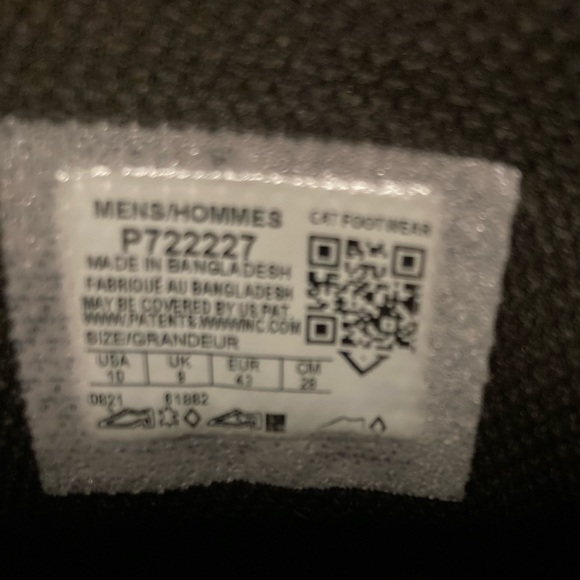 MENS/HOMMES
CAT FOOTWEAR
P722227
MADE IN BANGLADESH
FABRIQUÉ AU BANGLADESH
MAY BE COVERED BY US PAT.
WWW.PATENTS.WWWINC.COM
SIZE/GRANDEUR
USA UK EUR CM
10 9 43 28
0821 61882